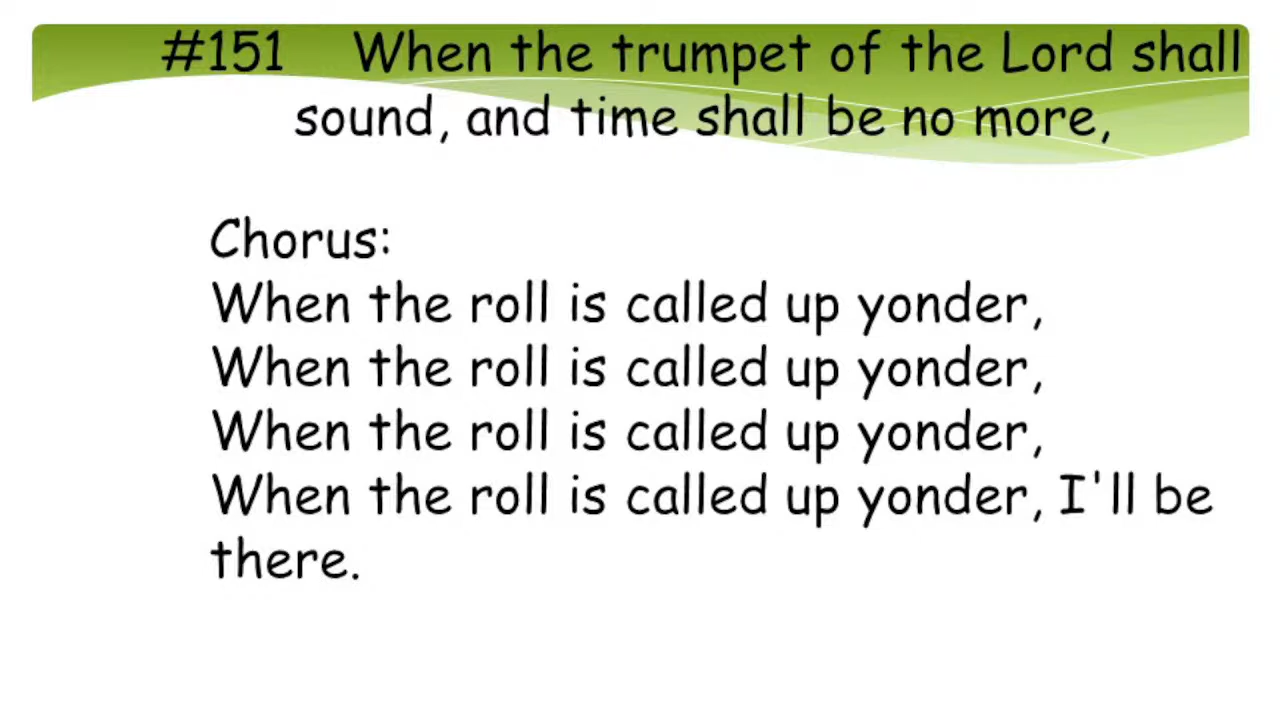 #151 When the trumpet of the Lord shall
sound, and time shall be no more,
Chorus:
When the roll is called up yonder,
When the roll is called up yonder,
When the roll is called up yonder,
When the roll is called up yonder, I'll be
there.